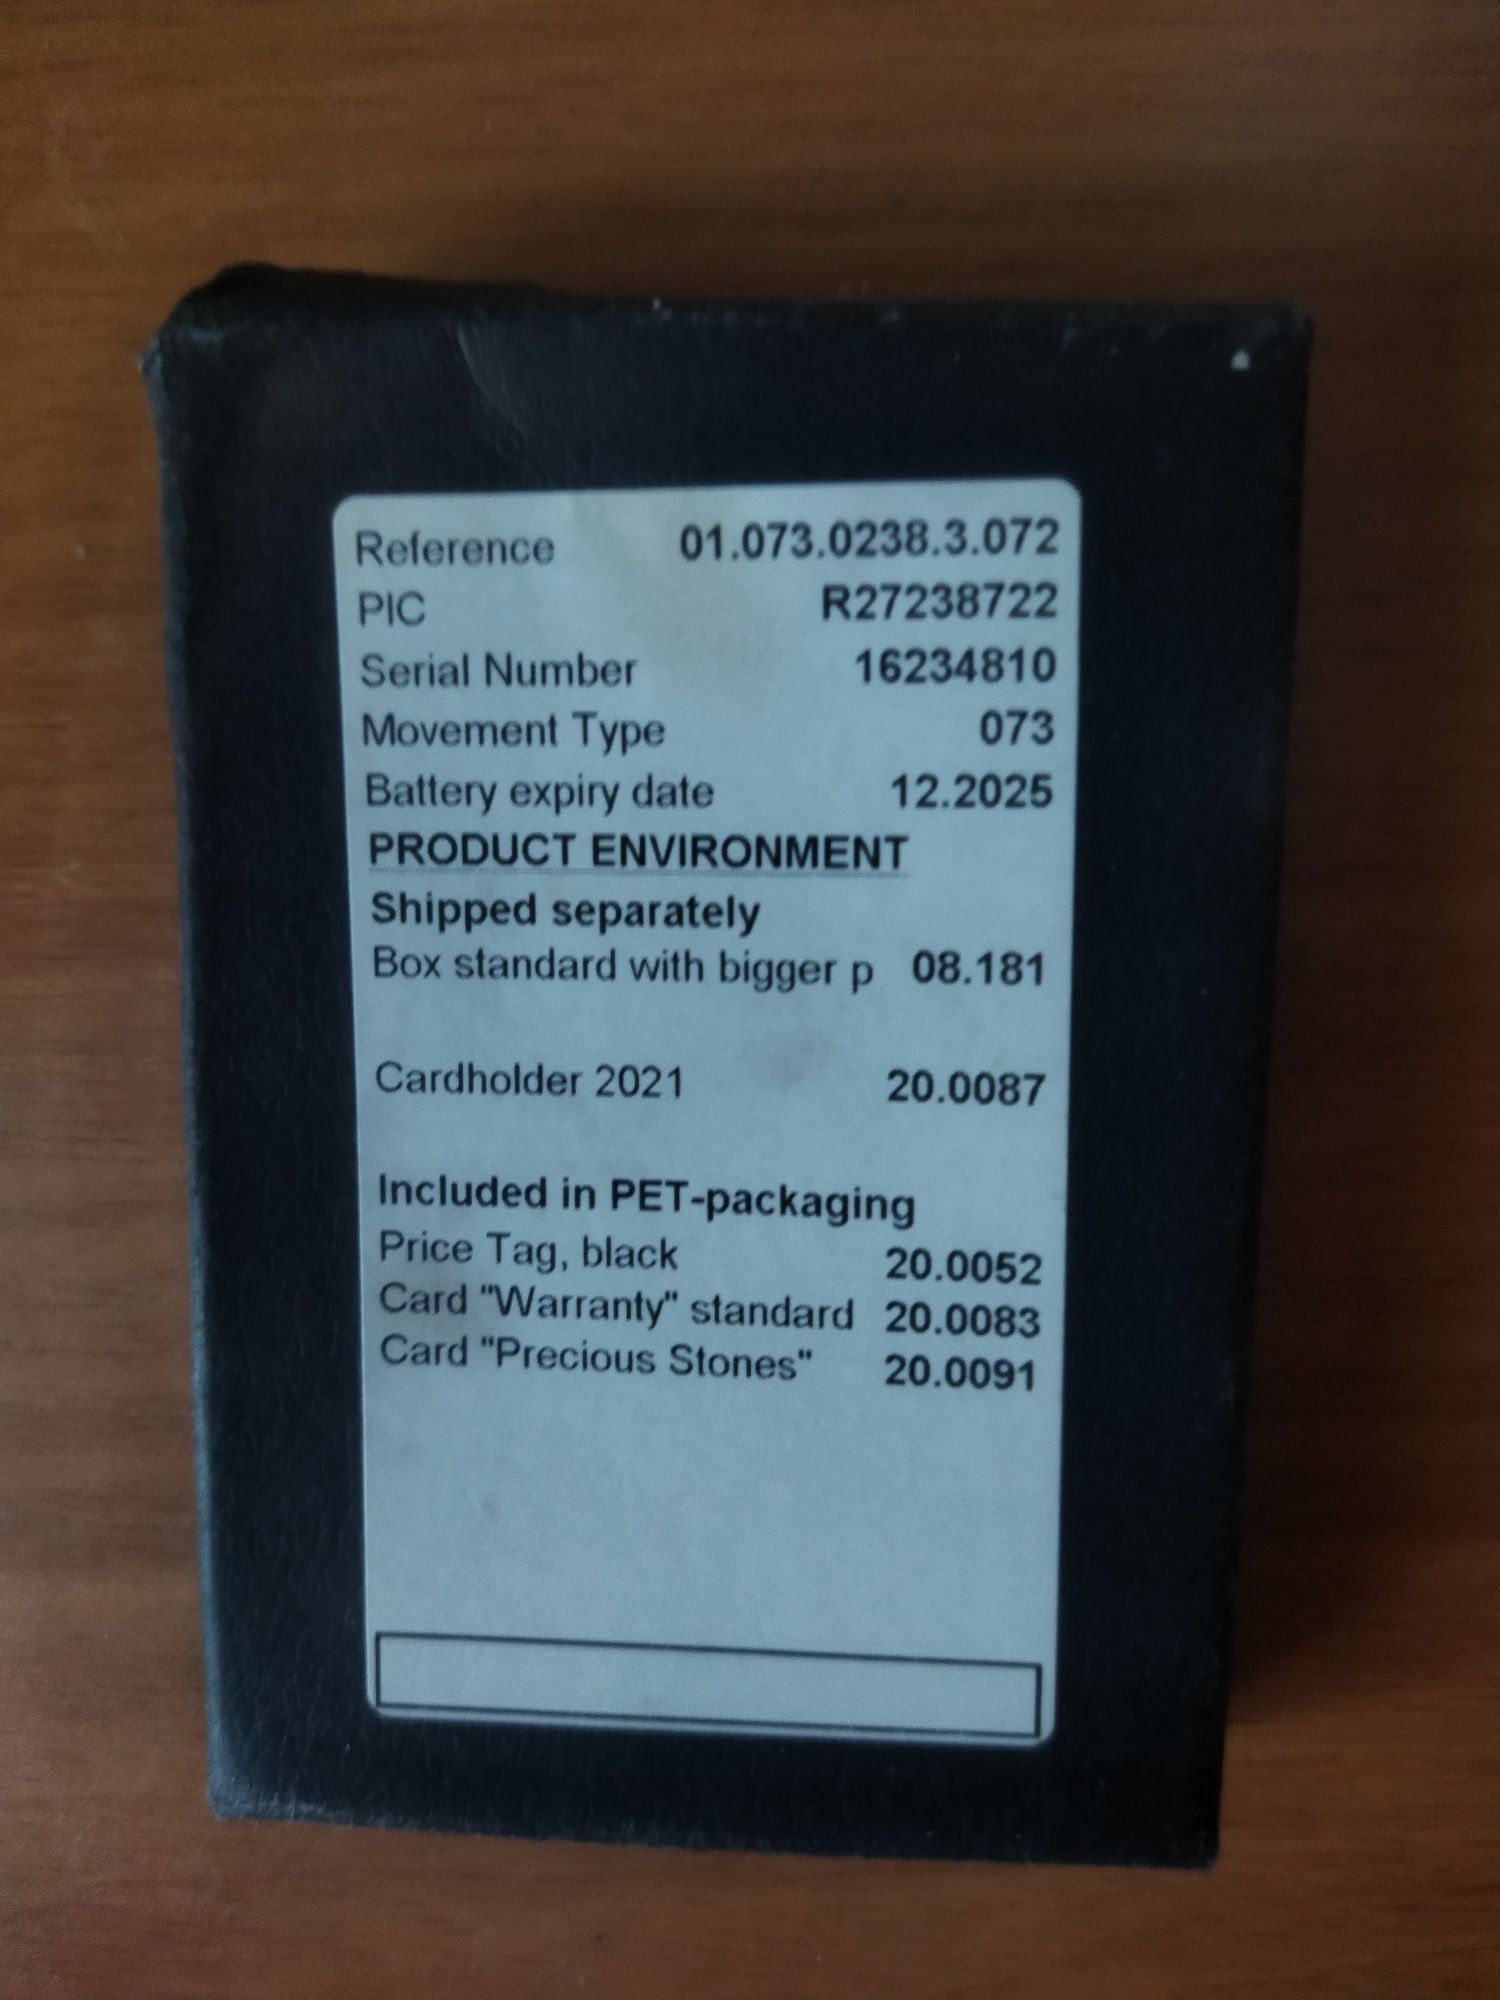 Reference 01.073.0238.3.072
PIC R27238722
Serial Number 16234810
Movement Type 073
Battery expiry date 12.2025
PRODUCT ENVIRONMENT
Shipped separately
Box standard with bigger p 08.181
Cardholder 2021 20.0087
Included in PET-packaging
Price Tag, black 20.0052
Card "Warranty" standard 20.0083
Card "Precious Stones" 20.0091